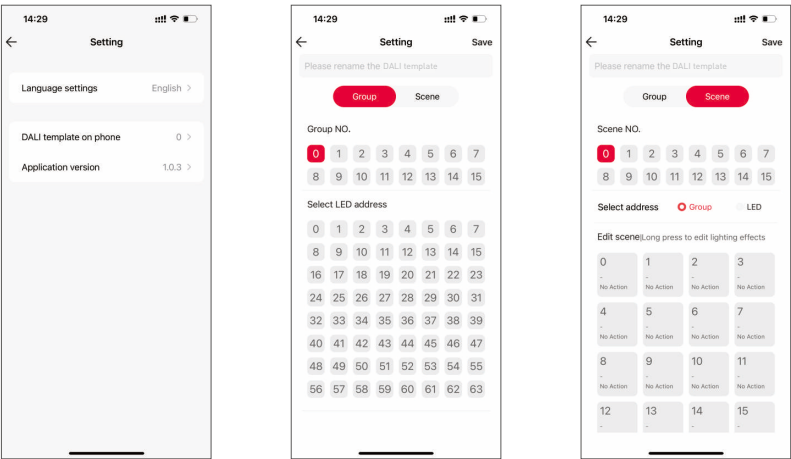 14:29
Setting
Language settings English >
DALI template on phone 0 >
Application version 1.0.3 >
14:29
Setting Save
Please rename the DALI template
Group Scene
Group NO.
0 1 2 3 4 5 6 7
8 9 10 11 12 13 14 15
Select LED address
0 1 2 3 4 5 6 7
8 9 10 11 12 13 14 15
16 17 18 19 20 21 22 23
24 25 26 27 28 29 30 31
32 33 34 35 36 37 38 39
40 41 42 43 44 45 46 47
48 49 50 51 52 53 54 55
56 57 58 59 60 61 62 63
14:29
Setting Save
Please rename the DALI template
Group Scene
Scene NO.
0 1 2 3 4 5 6 7
8 9 10 11 12 13 14 15
Select address Group LED
Edit scene|Long press to edit lighting effects
0 1 2 3
- - - -
No Action No Action No Action No Action
4 5 6 7
- - - -
No Action No Action No Action No Action
8 9 10 11
- - - -
No Action No Action No Action No Action
12 13 14 15
- - - -